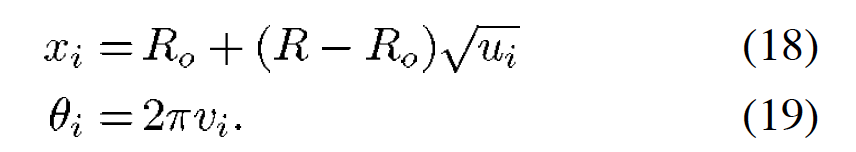 x_i = R_o + (R − R_o)√u_i (18)
θ_i = 2πv_i. (19)